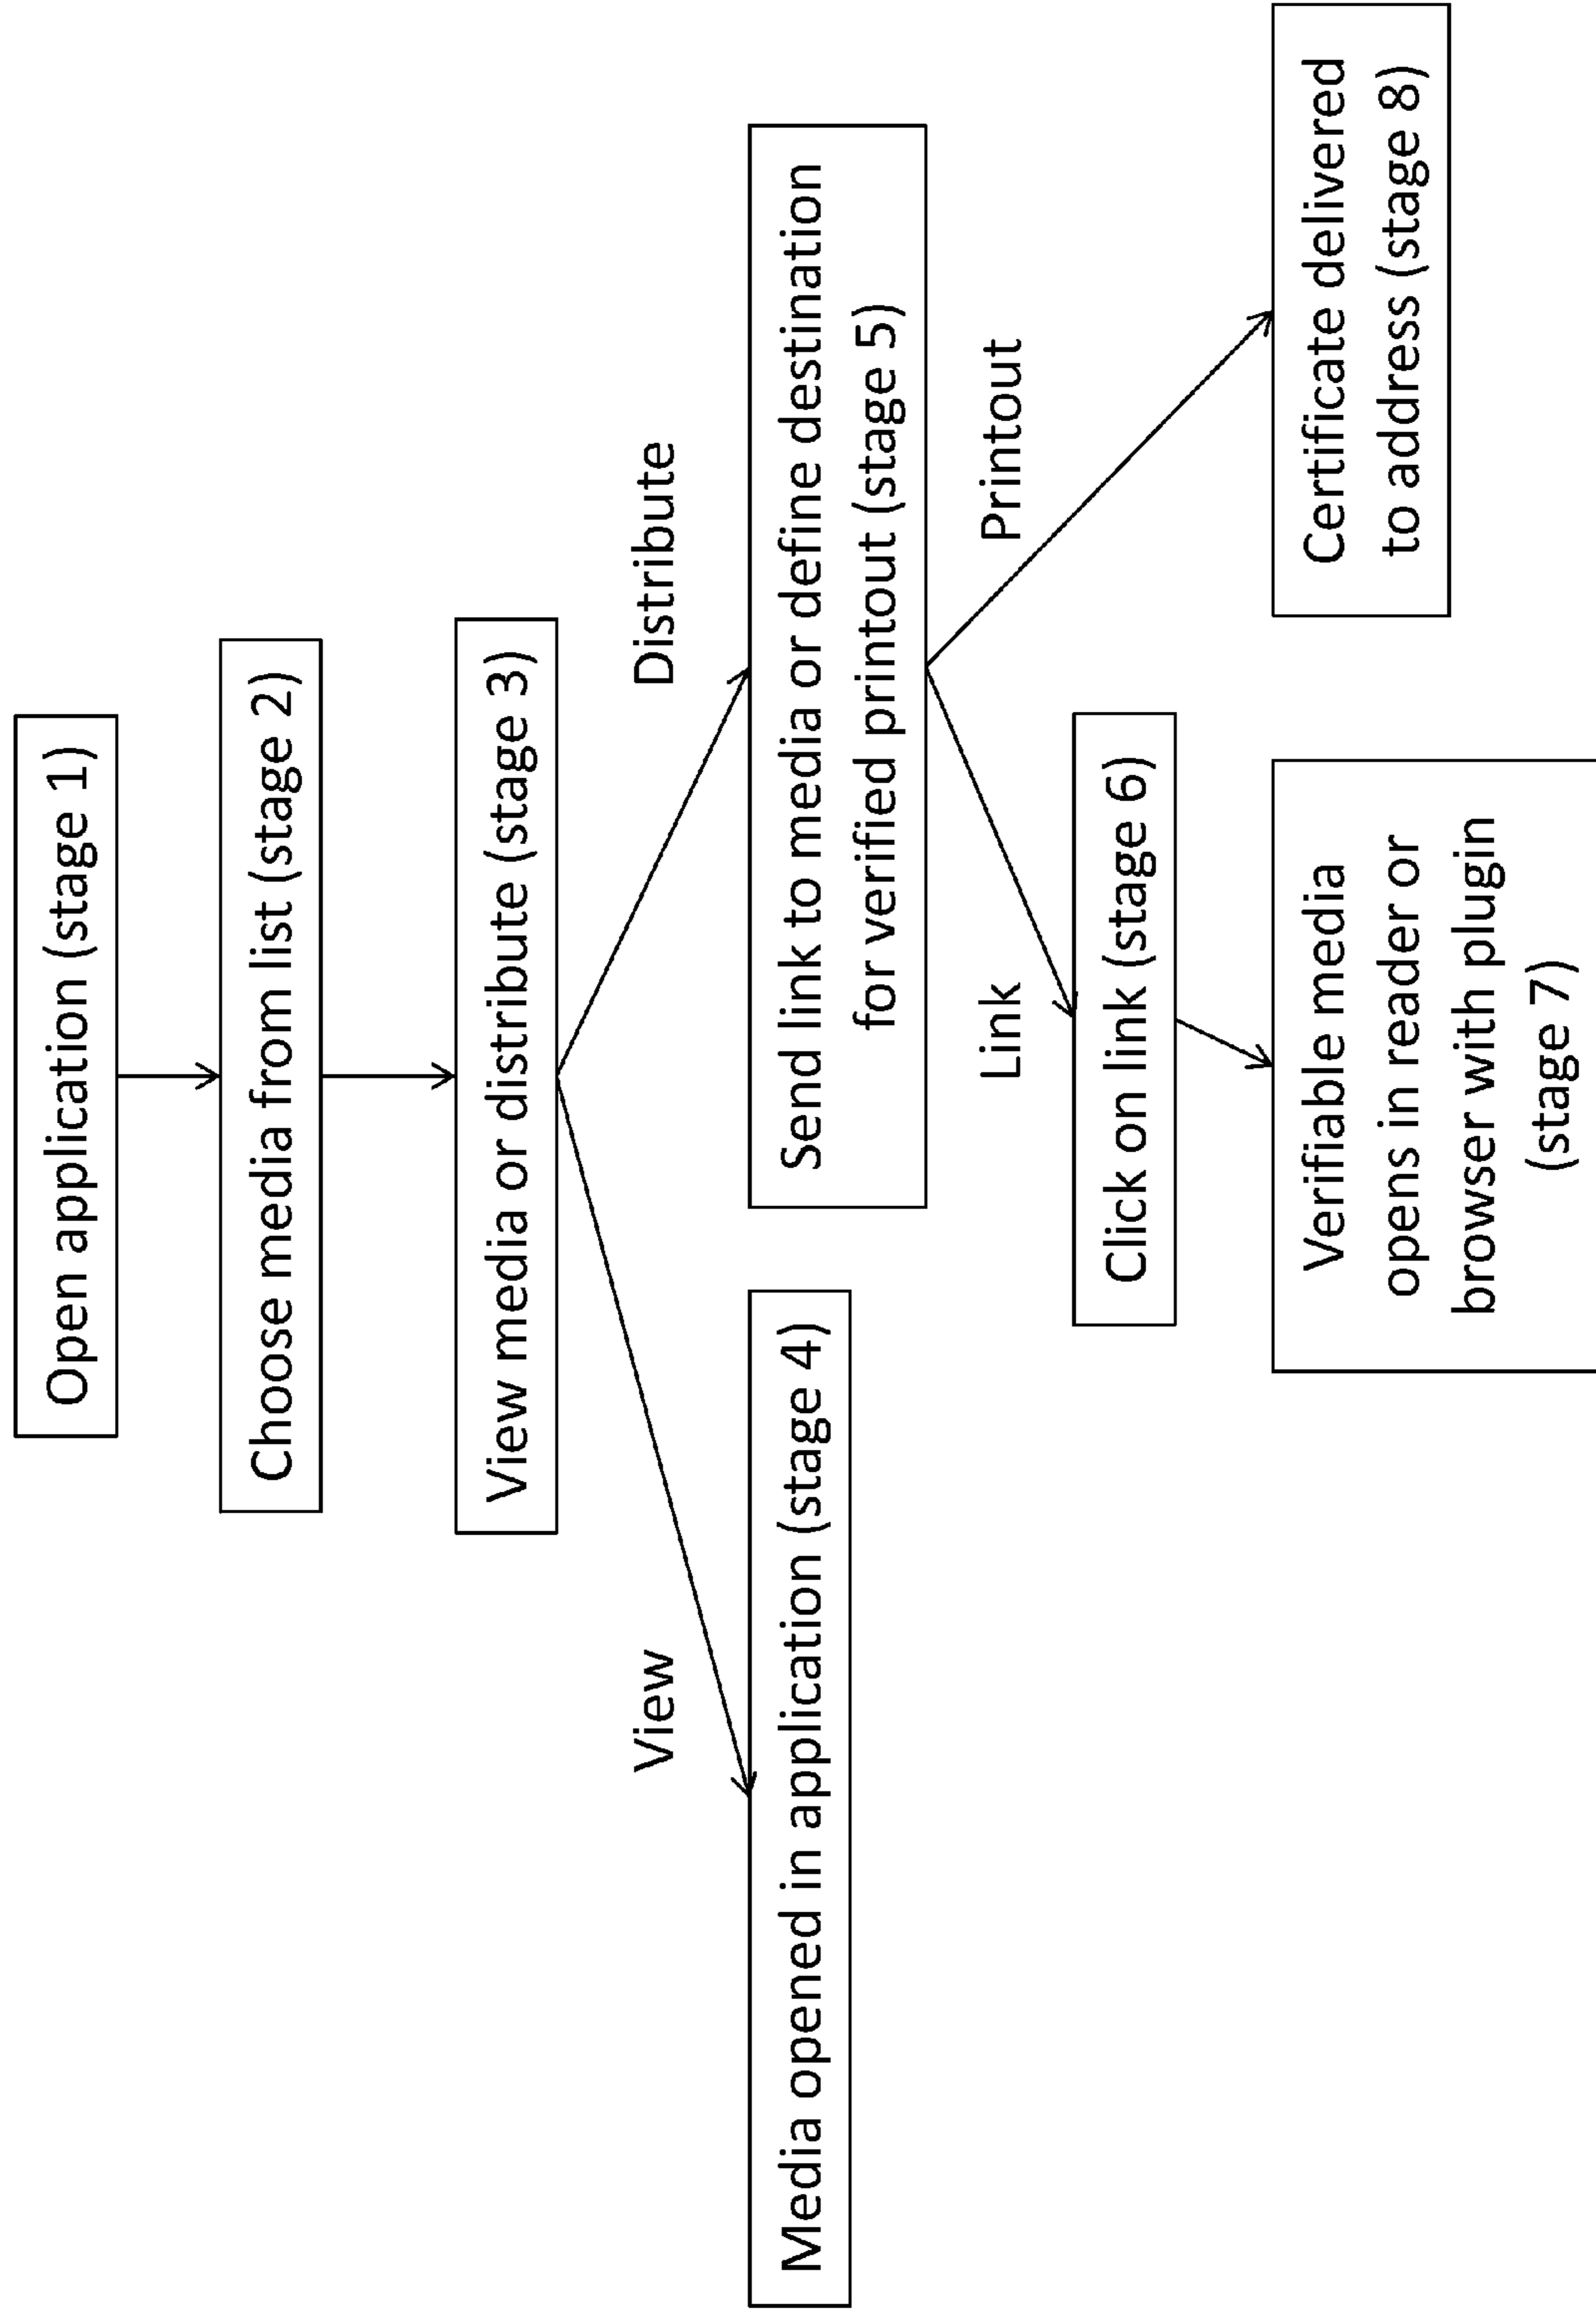 Open application (stage 1)
Choose media from list (stage 2)
View media or distribute (stage 3)
View
Distribute
Media opened in application (stage 4)
Send link to media or define destination
for verified printout (stage 5)
Link
Printout
Click on link (stage 6)
Verifiable media
opens in reader or
browser with plugin
(stage 7)
Certificate delivered
to address (stage 8)